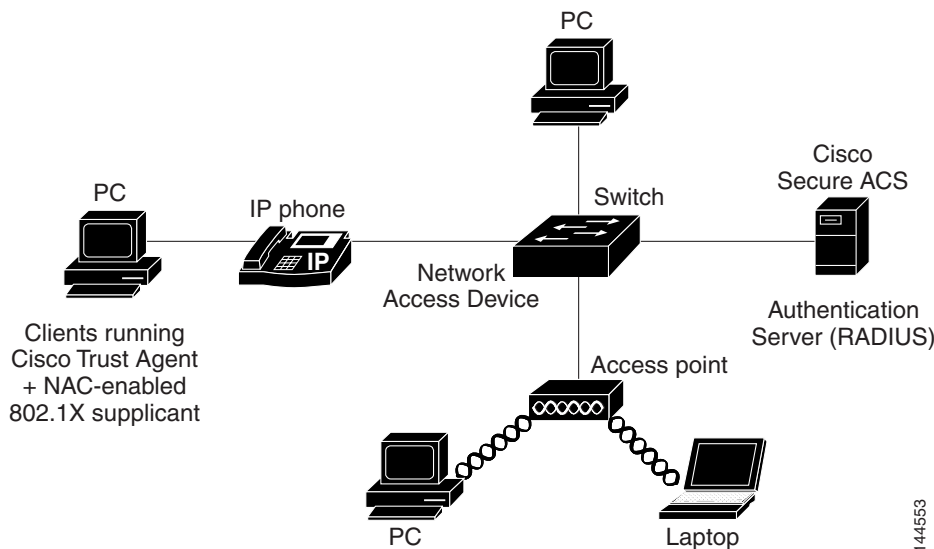 PC
Cisco
Secure ACS
PC
IP phone
Switch
IP
Network
Access Device
Clients running
Cisco Trust Agent
+ NAC-enabled
802.1X supplicant
Authentication
Server (RADIUS)
Access point
PC
Laptop
144553